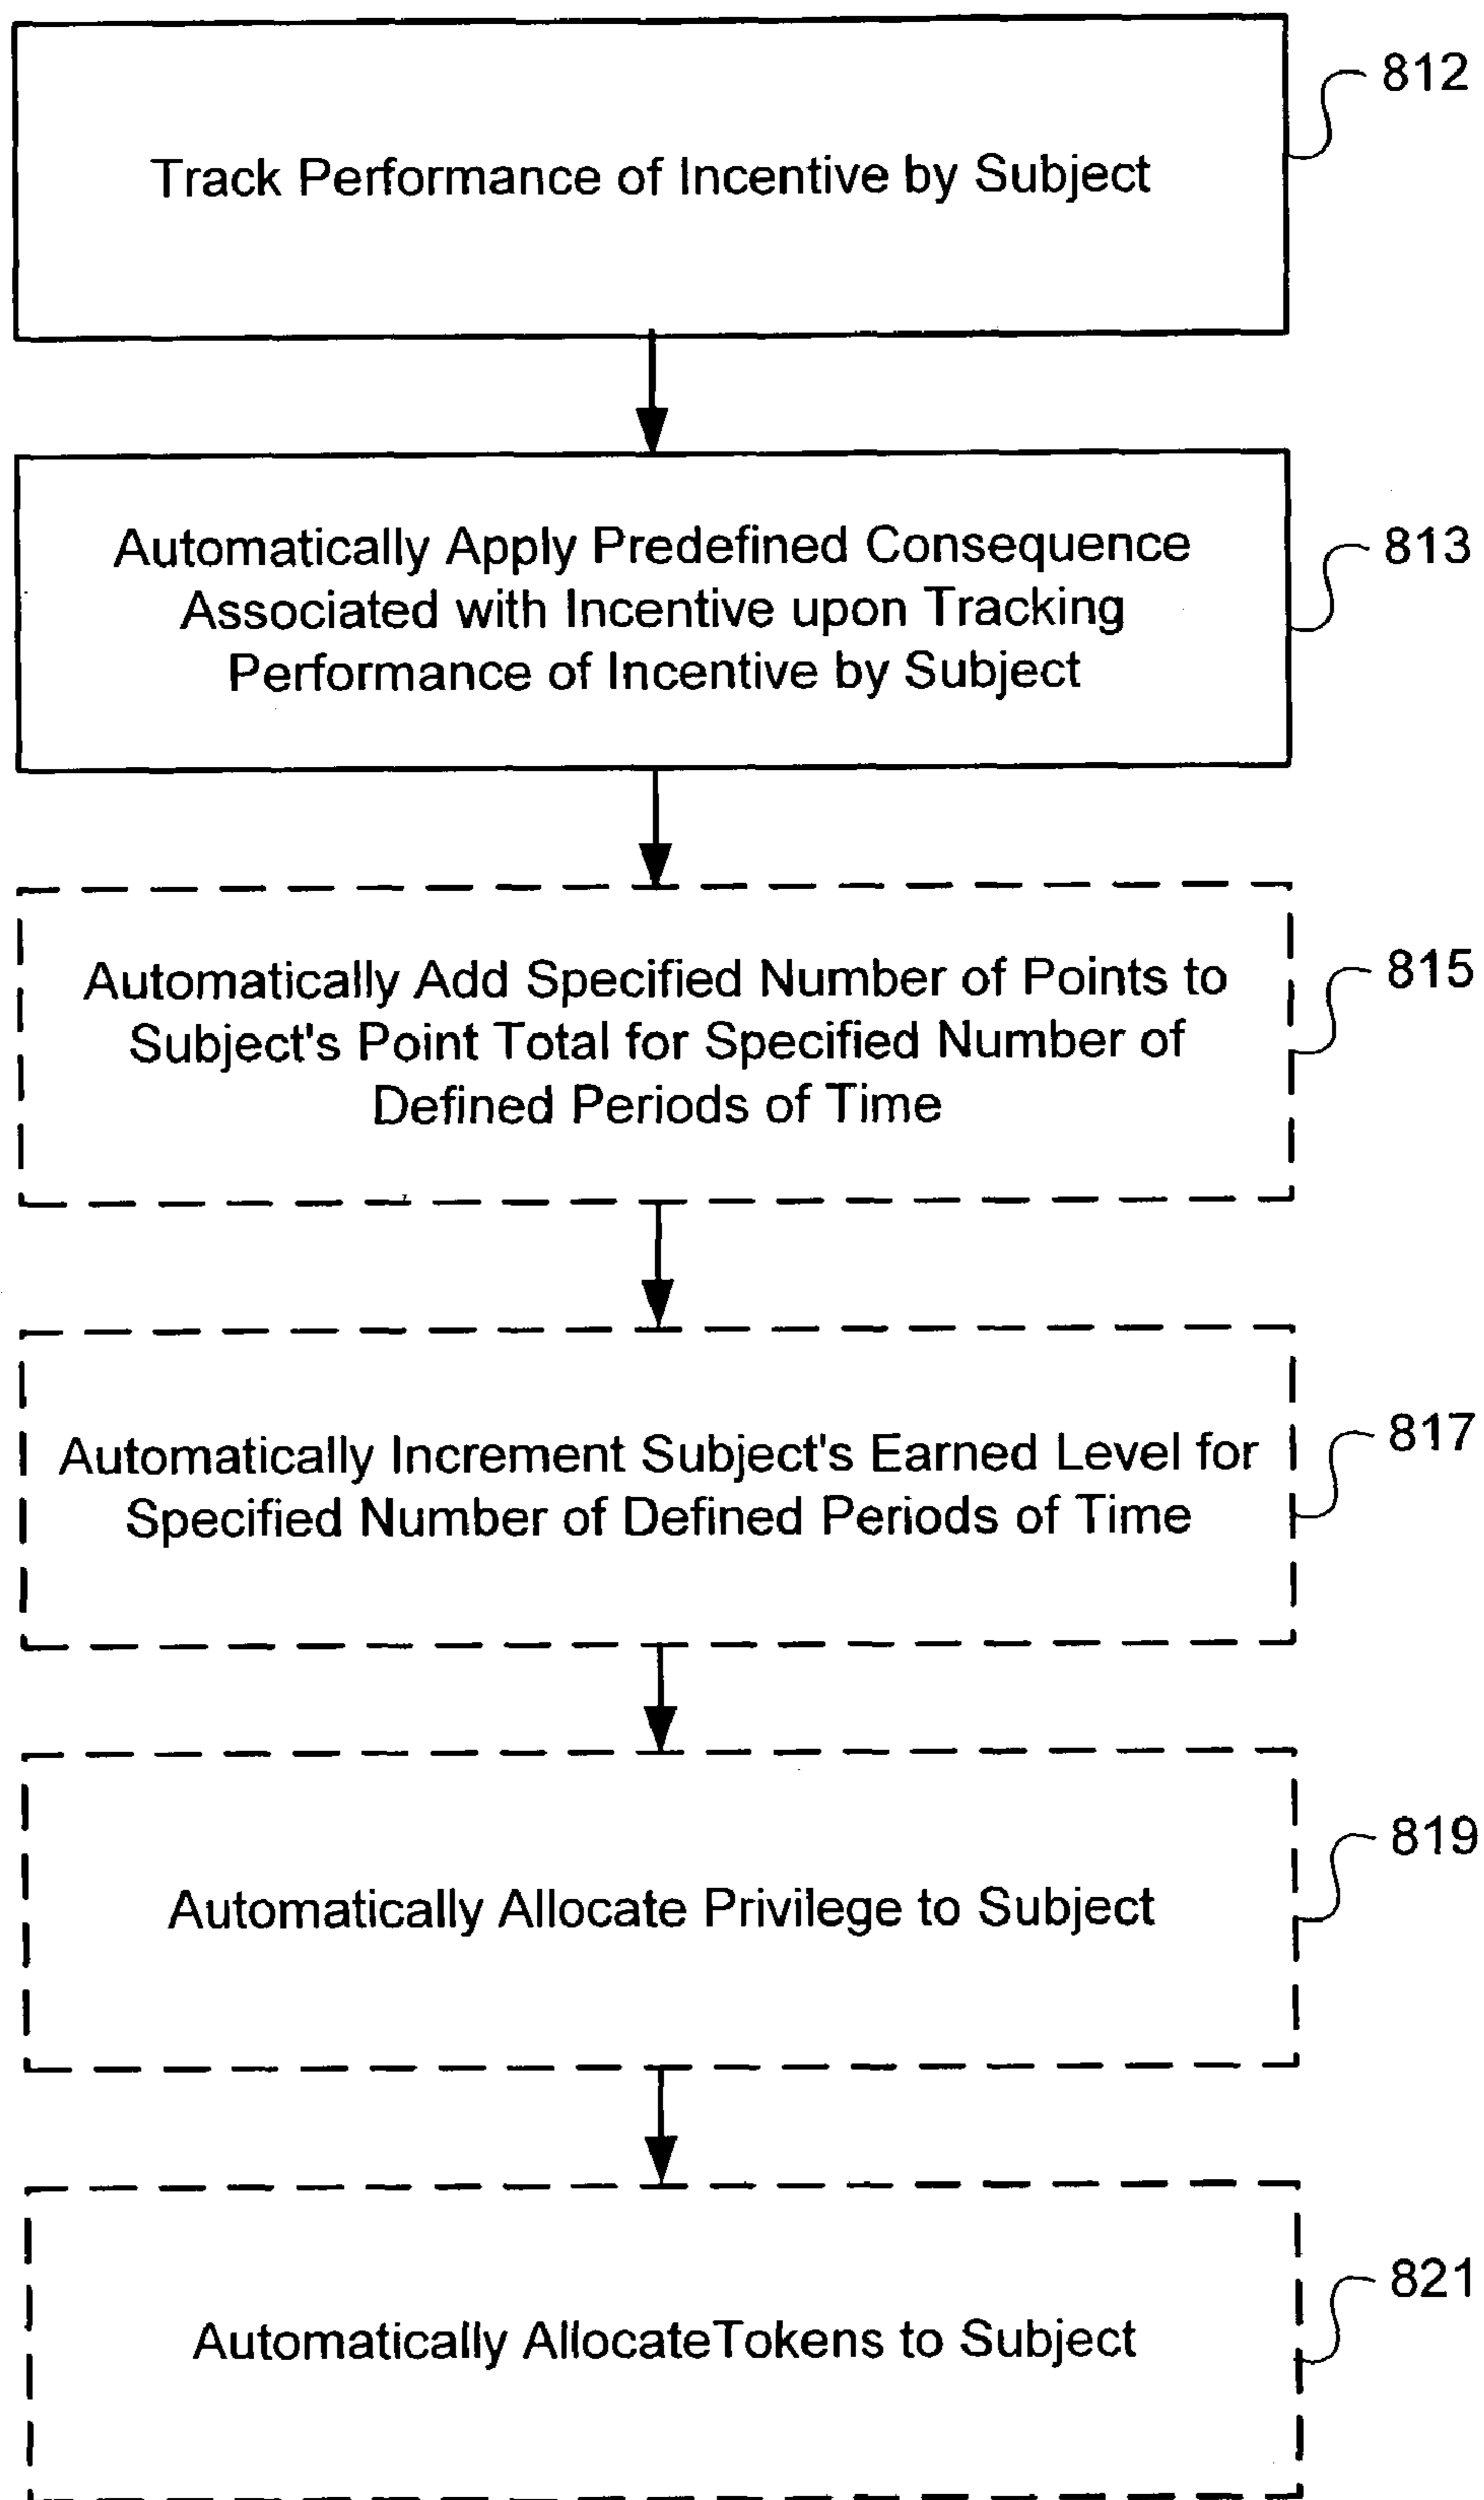 812
Track Performance of Incentive by Subject
813
Automatically Apply Predefined Consequence
Associated with Incentive upon Tracking
Performance of Incentive by Subject
815
Automatically Add Specified Number of Points to
Subject's Point Total for Specified Number of
Defined Periods of Time
817
Automatically Increment Subject's Earned Level for
Specified Number of Defined Periods of Time
819
Automatically Allocate Privilege to Subject
821
Automatically AllocateTokens to Subject